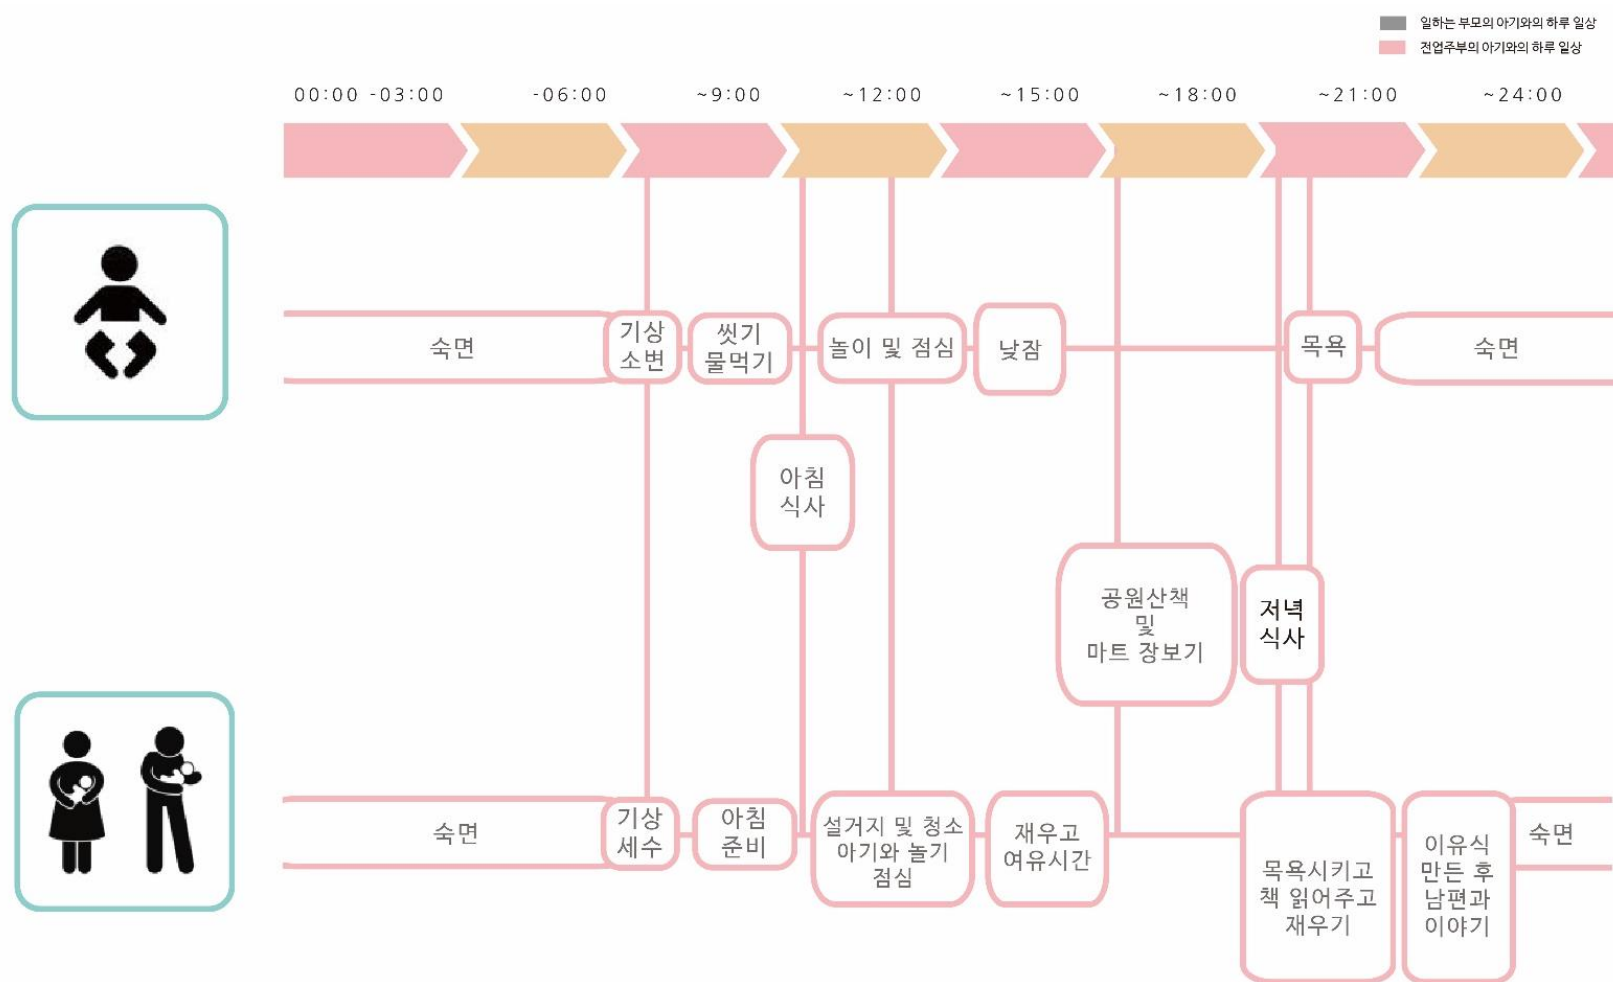 일하는 부모의 아기와의 하루 일상
전업주부의 아기와의 하루 일상
00:00 -03:00 -06:00 ~9:00 ~12:00 ~15:00 ~18:00 ~21:00 ~24:00
숙면
기상
소변
씻기
물먹기
놀이 및 점심
낮잠
목욕
숙면
아침
식사
공원산책
및
마트 장보기
저녁
식사
숙면
기상
세수
아침
준비
설거지 및 청소
아기와 놀기
점심
재우고
여유시간
목욕시키고
책 읽어주고
재우기
이유식
만든 후
남편과
이야기
숙면